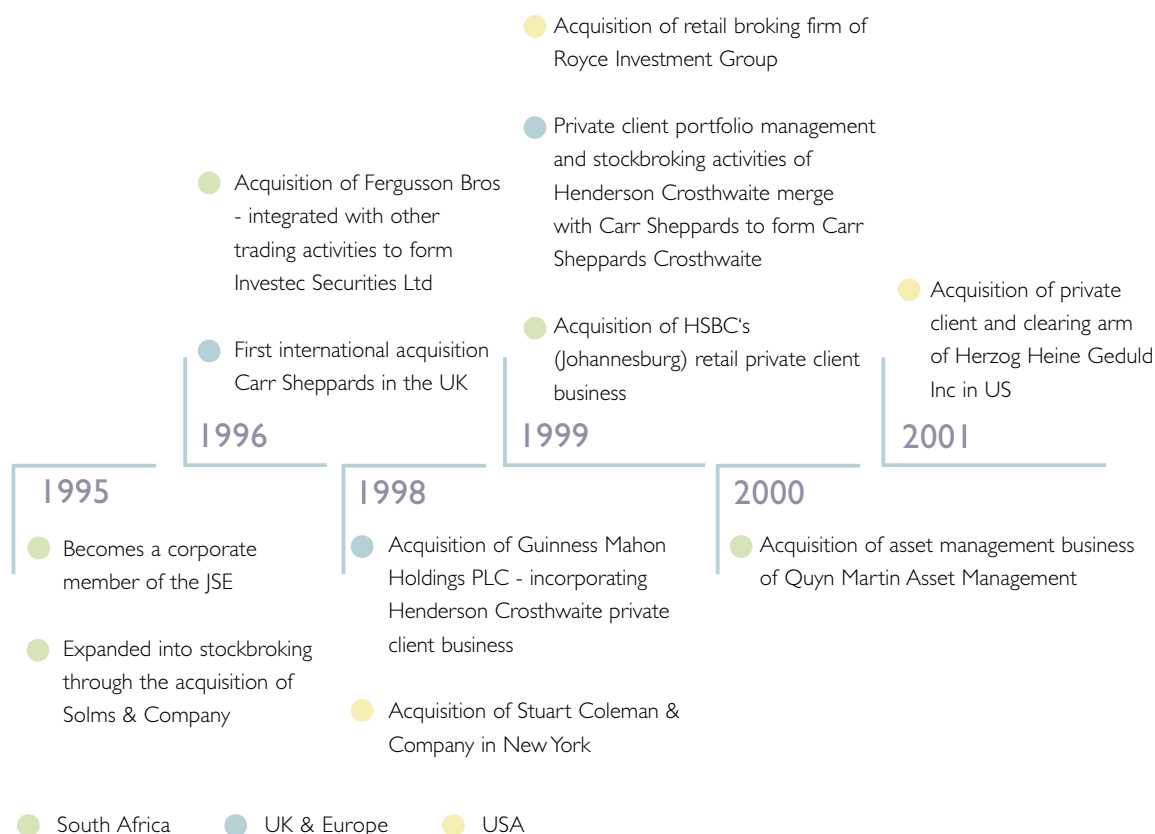 Acquisition of retail broking firm of
Royce Investment Group
Private client portfolio management
and stockbroking activities of
Henderson Crosthwaite merge
with Carr Sheppards to form Carr
Sheppards Crosthwaite
Acquisition of HSBC‘s
(Johannesburg) retail private client
business
1999
Acquisition of Fergusson Bros
- integrated with other
trading activities to form
Investec Securities Ltd
First international acquisition
Carr Sheppards in the UK
1996
Acquisition of private
client and clearing arm
of Herzog Heine Geduld
Inc in US
2001
1995
Becomes a corporate
member of the JSE
Expanded into stockbroking
through the acquisition of
Solms & Company
1998
Acquisition of Guinness Mahon
Holdings PLC - incorporating
Henderson Crosthwaite private
client business
Acquisition of Stuart Coleman &
Company in New York
2000
Acquisition of asset management business
of Quyn Martin Asset Management
South Africa
UK & Europe
USA